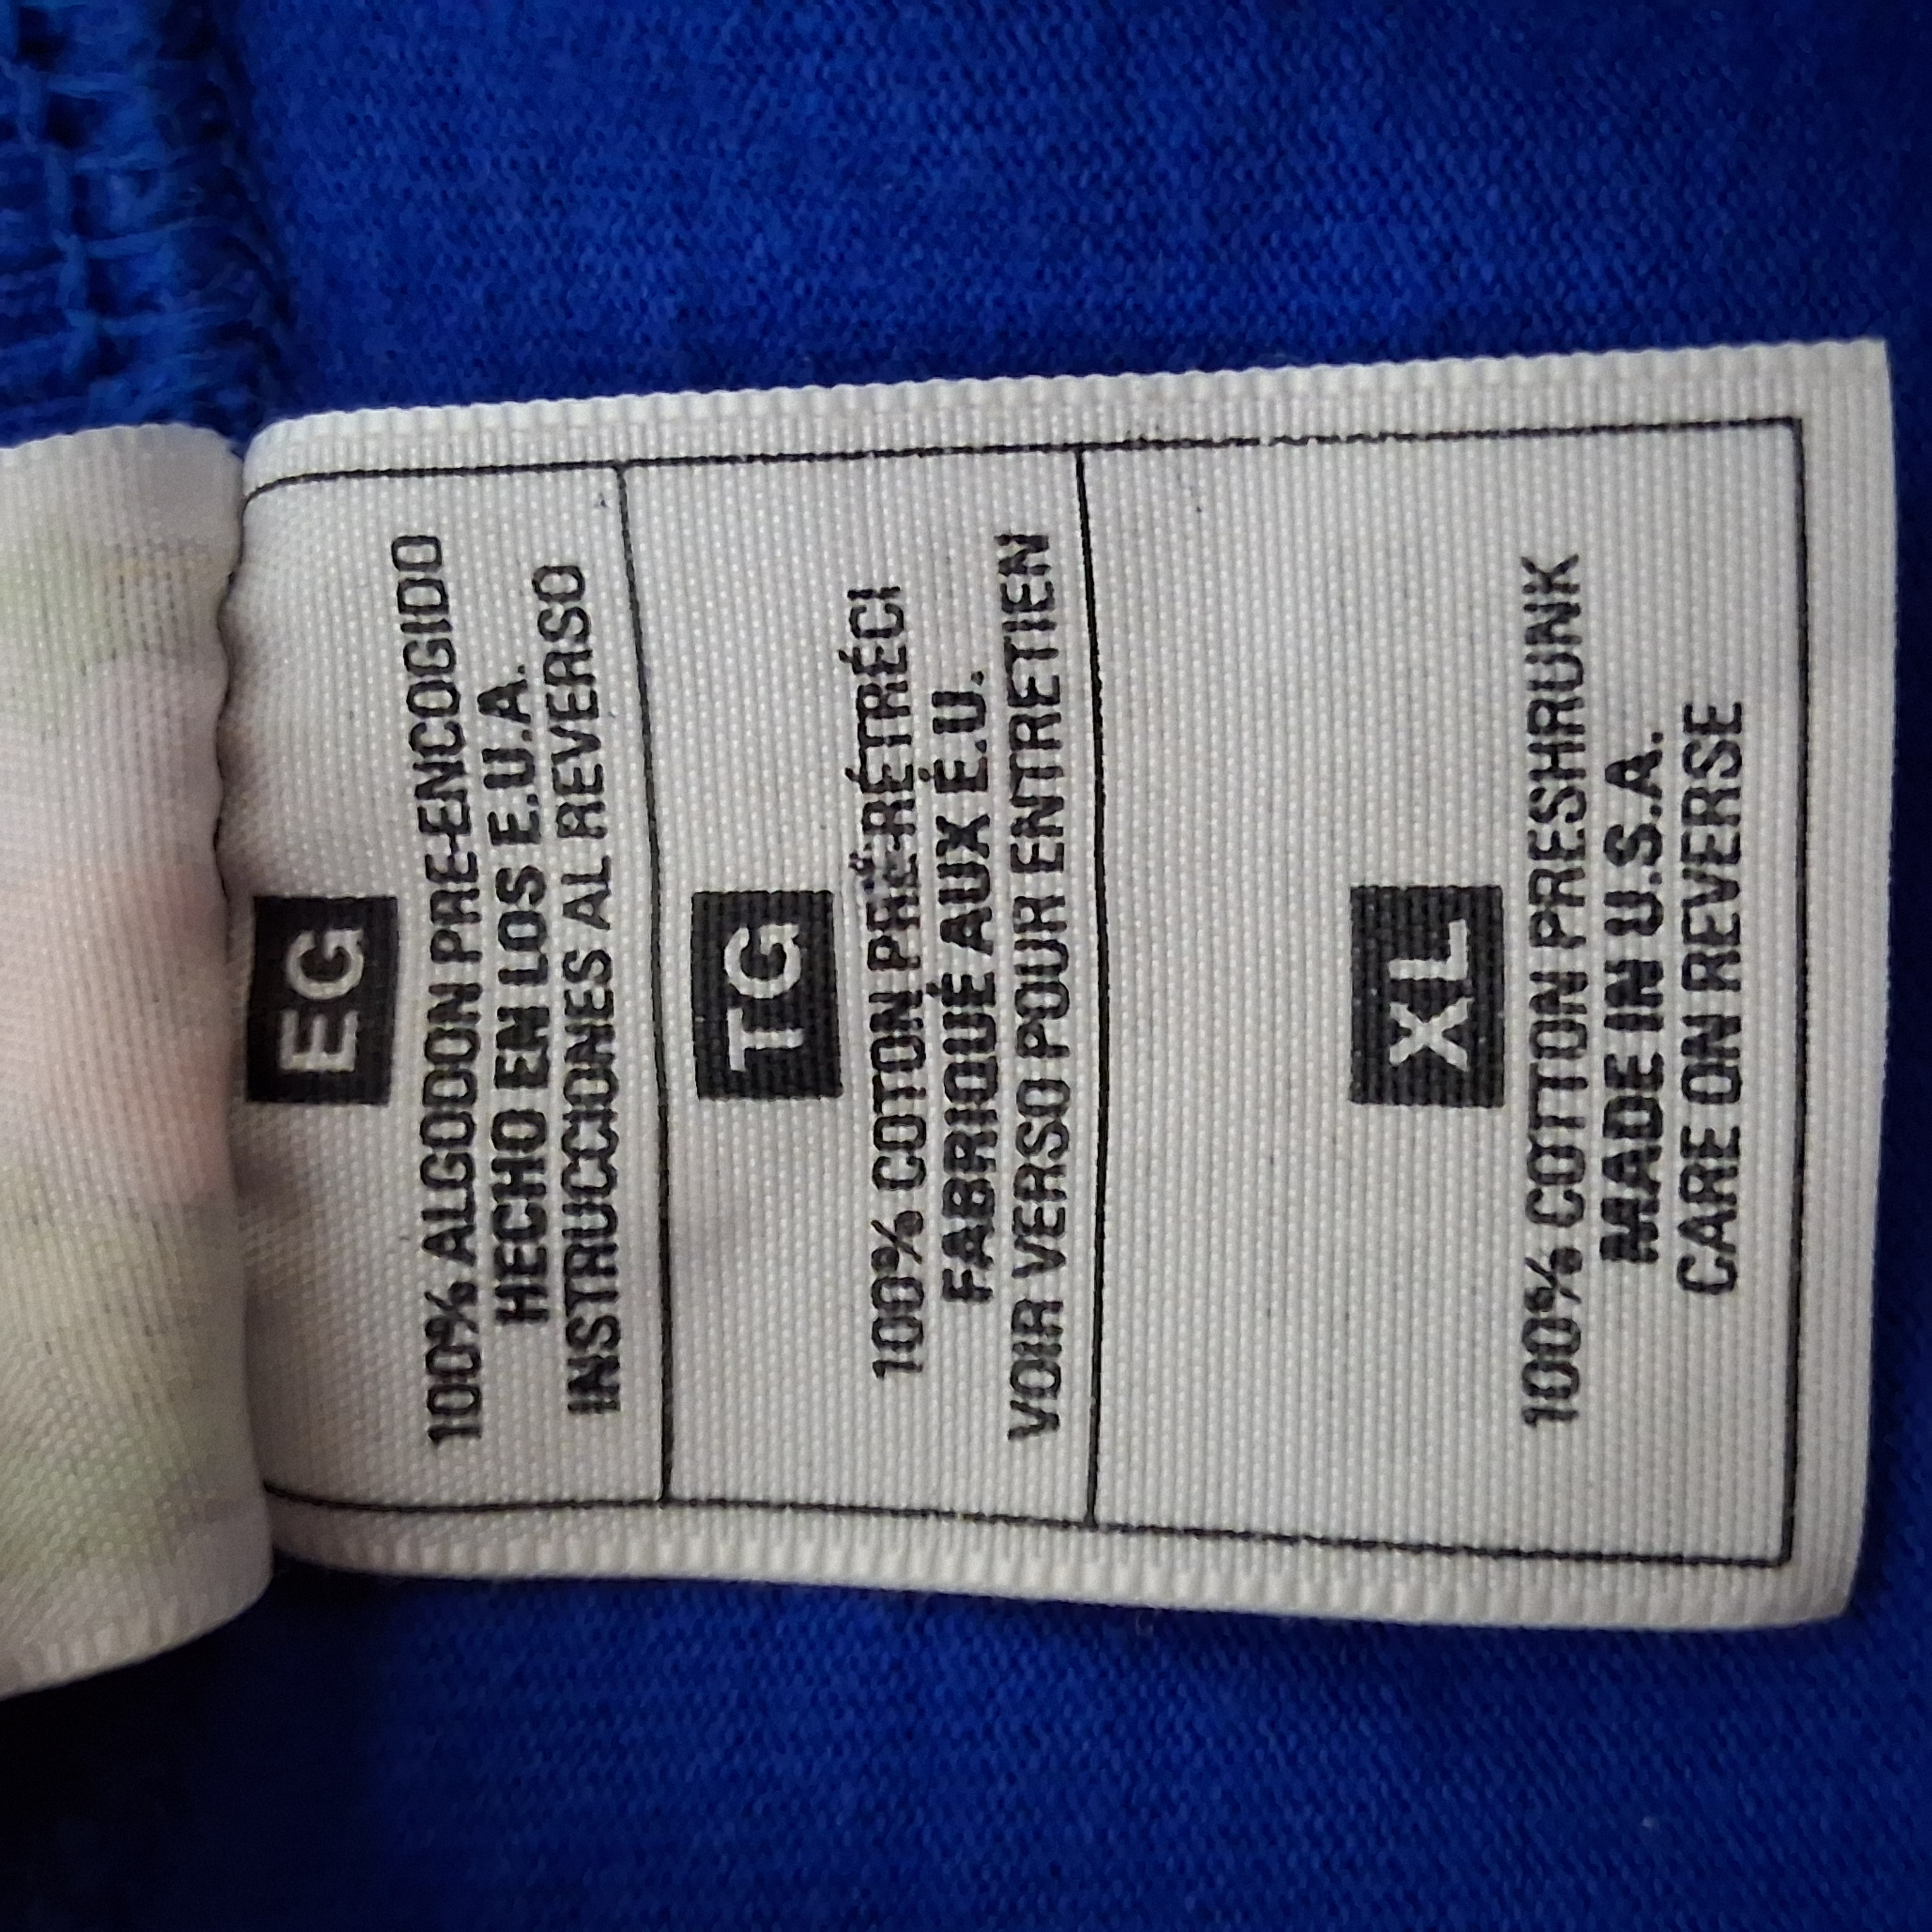 EG
100% ALGODON PRE-ENCOGIDO
HECHO EN LOS E.U.A.
INSTRUCCIONES AL REVERSO
TG
100% COTON PRÉ-RÉTRÉCI
FABRIQUÉ AUX É.U.
VOIR VERSO POUR ENTRETIEN
XL
100% COTTON PRESHRUNK
MADE IN U.S.A.
CARE ON REVERSE